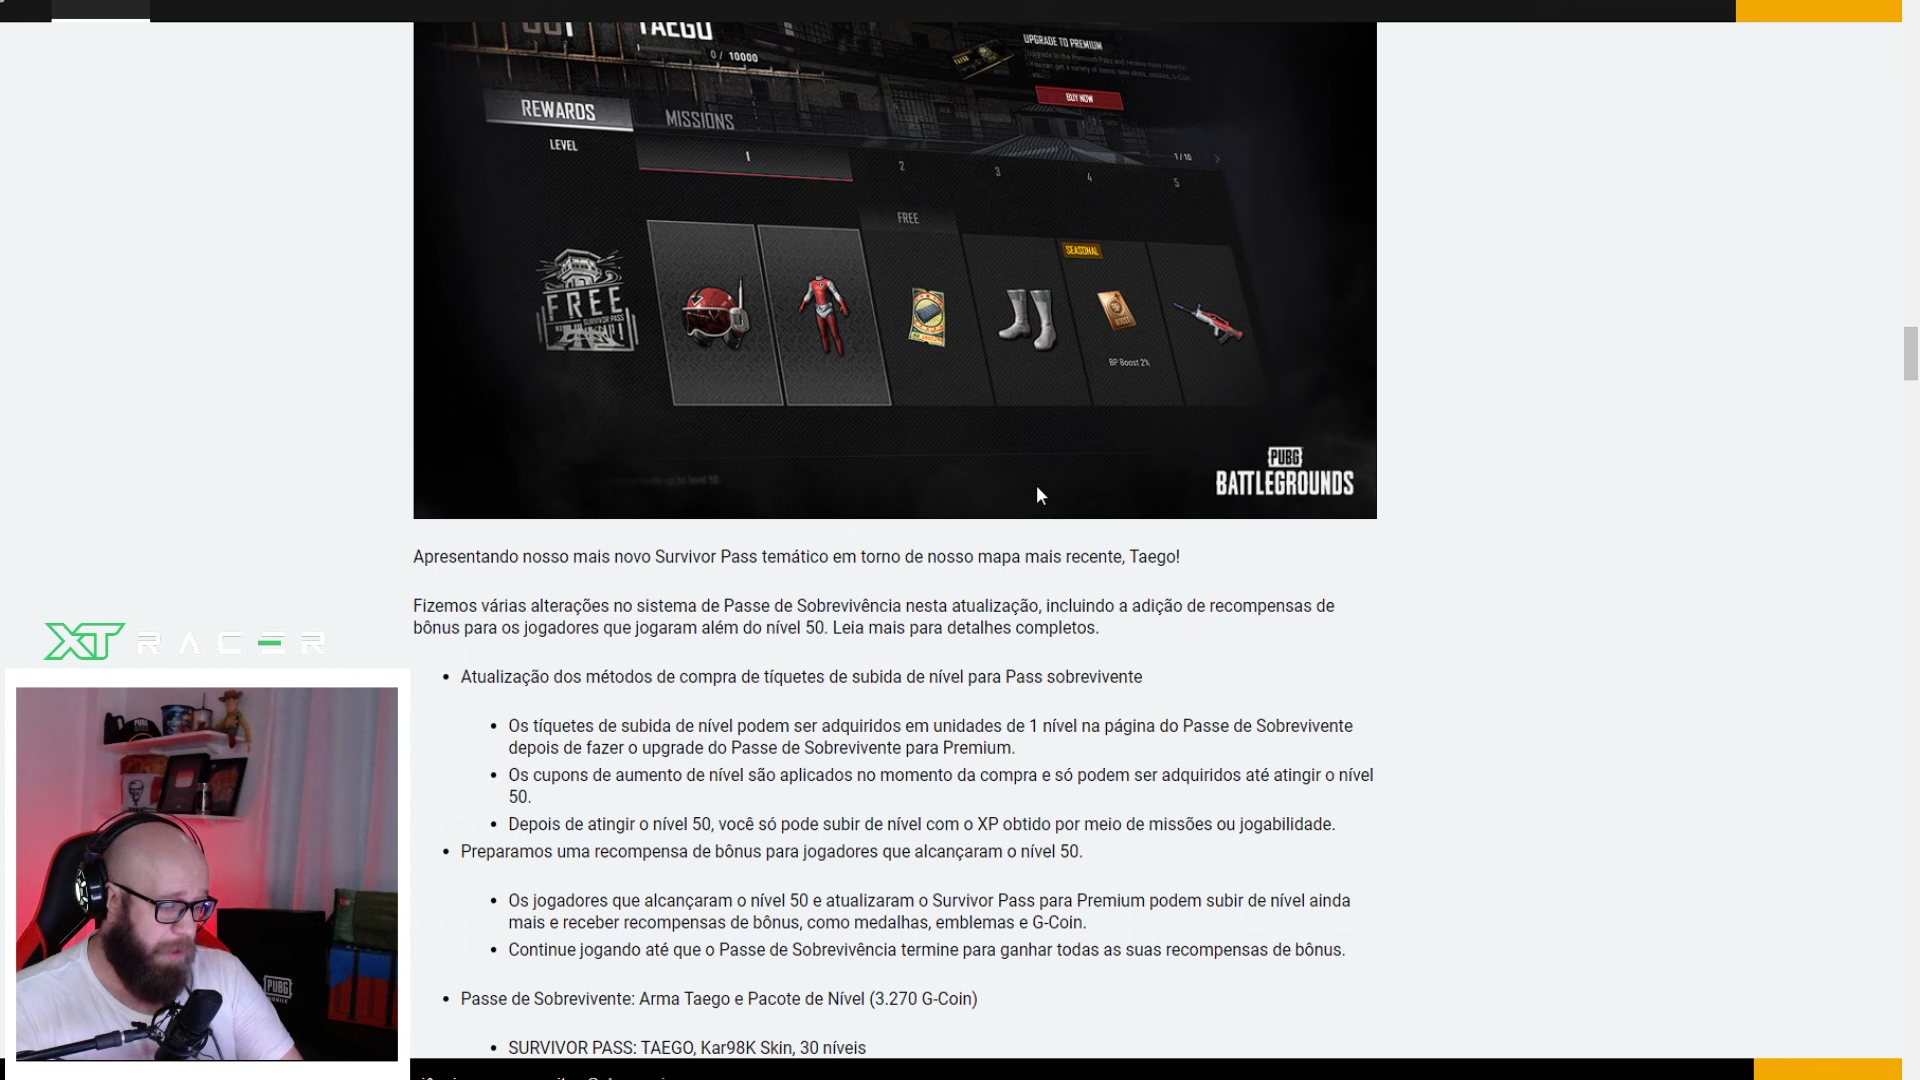 TAEGO
0 / 10000
UPGRADE TO PREMIUM
BUY NOW
REWARDS
MISSIONS
LEVEL
1
2
3
4
5
1 / 10
FREE
SEASONAL
FREE
SURVIVOR PASS
BP Boost 2%
PUBG
BATTLEGROUNDS
Apresentando nosso mais novo Survivor Pass temático em torno de nosso mapa mais recente, Taego!
Fizemos várias alterações no sistema de Passe de Sobrevivência nesta atualização, incluindo a adição de recompensas de
bônus para os jogadores que jogaram além do nível 50. Leia mais para detalhes completos.
XT RACER
• Atualização dos métodos de compra de tíquetes de subida de nível para Pass sobrevivente
• Os tíquetes de subida de nível podem ser adquiridos em unidades de 1 nível na página do Passe de Sobrevivente
depois de fazer o upgrade do Passe de Sobrevivente para Premium.
• Os cupons de aumento de nível são aplicados no momento da compra e só podem ser adquiridos até atingir o nível
50.
• Depois de atingir o nível 50, você só pode subir de nível com o XP obtido por meio de missões ou jogabilidade.
• Preparamos uma recompensa de bônus para jogadores que alcançaram o nível 50.
• Os jogadores que alcançaram o nível 50 e atualizaram o Survivor Pass para Premium podem subir de nível ainda
mais e receber recompensas de bônus, como medalhas, emblemas e G-Coin.
• Continue jogando até que o Passe de Sobrevivência termine para ganhar todas as suas recompensas de bônus.
• Passe de Sobrevivente: Arma Taego e Pacote de Nível (3.270 G-Coin)
• SURVIVOR PASS: TAEGO, Kar98K Skin, 30 níveis
PUBG
MOBILE
KFC